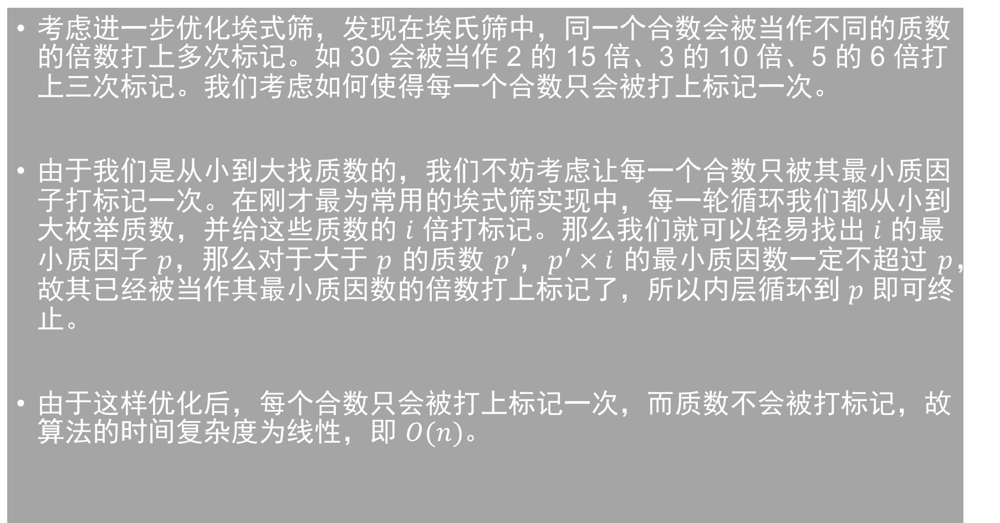 • 考虑进一步优化埃式筛，发现在埃氏筛中，同一个合数会被当作不同的质数
的倍数打上多次标记。如 30 会被当作 2 的 15 倍、3 的 10 倍、5 的 6 倍打
上三次标记。我们考虑如何使得每一个合数只会被打上标记一次。
• 由于我们是从小到大找质数的，我们不妨考虑让每一个合数只被其最小质因
子打标记一次。在刚才最为常用的埃式筛实现中，每一轮循环我们都从小到
大枚举质数，并给这些质数的 i 倍打标记。那么我们就可以轻易找出 i 的最
小质因子 p，那么对于大于 p 的质数 p′，p′ × i 的最小质因数一定不超过 p，
故其已经被当作其最小质因数的倍数打上标记了，所以内层循环到 p 即可终
止。
• 由于这样优化后，每个合数只会被打上标记一次，而质数不会被打标记，故
算法的时间复杂度为线性，即 O(n)。